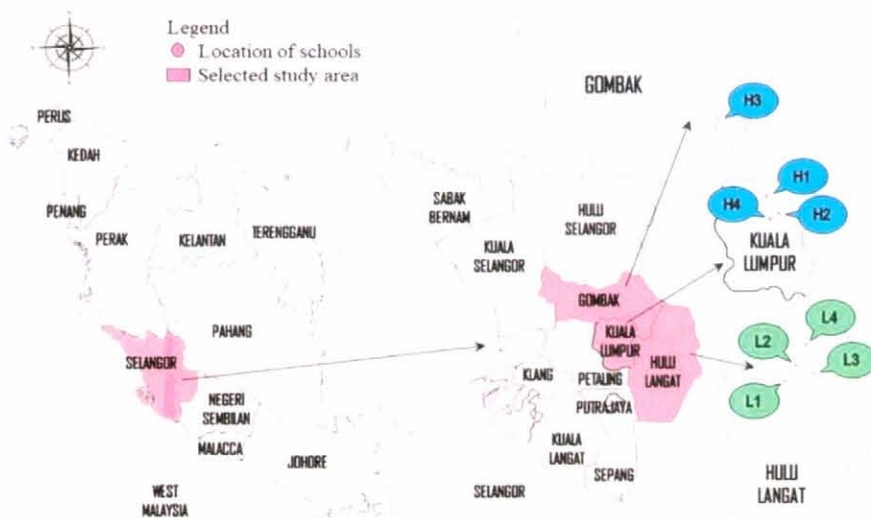 Legend
Location of schools
Selected study area
GOMBAK
H3
PERLIS
KEDAH
PENANG
PERAK
KELANTAN
TERENGGANU
SELANGOR
PAHANG
NEGERI
SEMBILAN
MALACCA
JOHORE
WEST
MALAYSIA
SABAK
BERNAM
KUALA
SELANGOR
HULU
SELANGOR
GOMBAK
KUALA
LUMPUR
HULU
LANGAT
KLANG
PETALING
PUTRAJAYA
KUALA
LANGAT
SEPANG
SELANGOR
H1
H4
H2
KUALA
LUMPUR
L4
L2
L3
L1
HULU
LANGAT